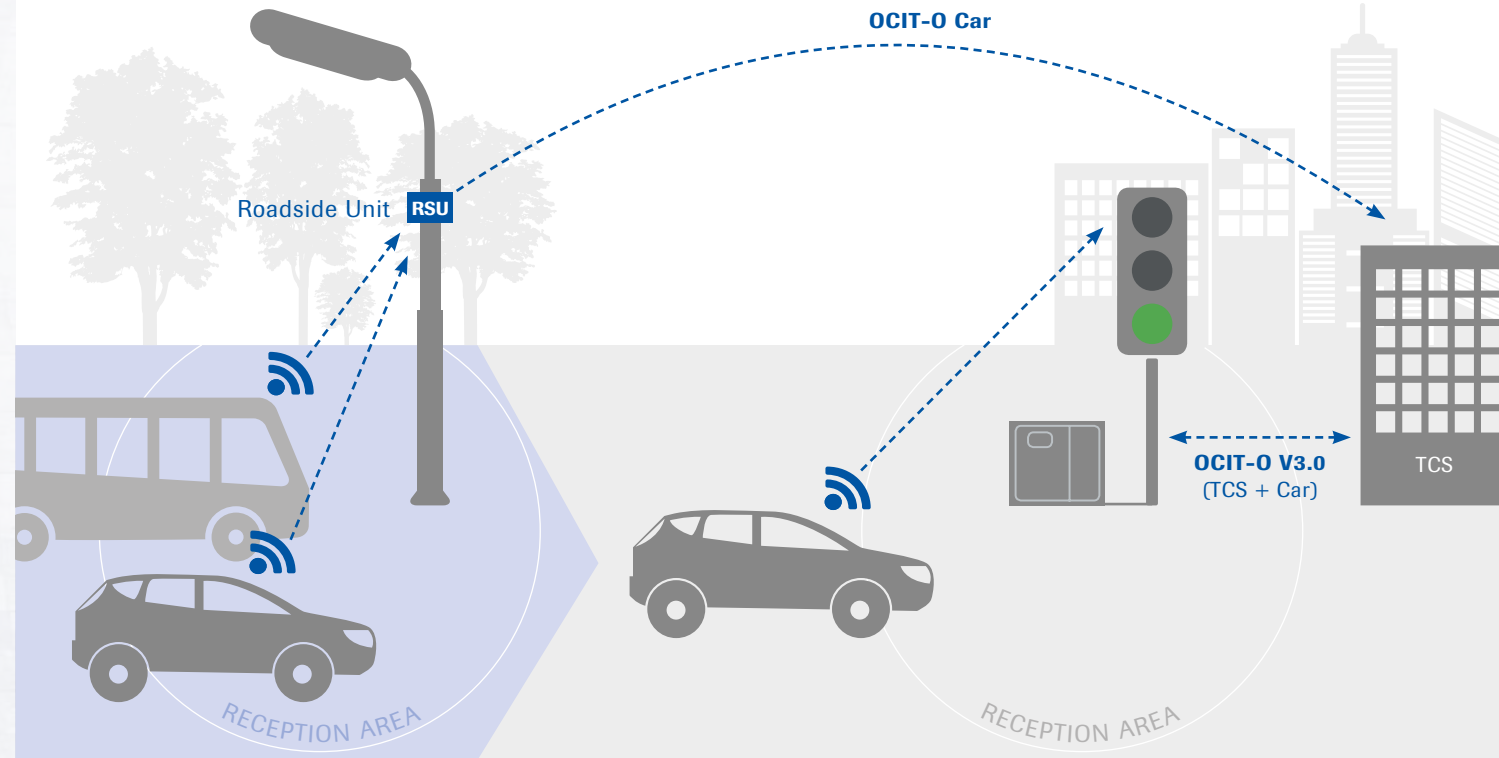 OCIT-O Car
Roadside Unit
RSU
OCIT-O V3.0
(TCS + Car)
TCS
RECEPTION AREA
RECEPTION AREA